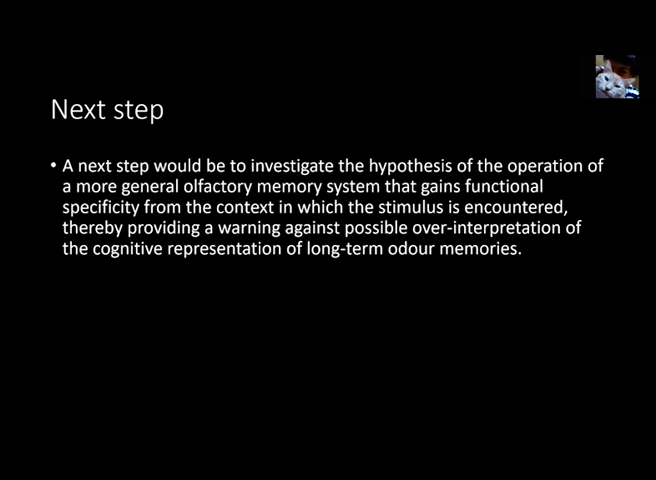 Next step
• A next step would be to investigate the hypothesis of the operation of
a more general olfactory memory system that gains functional
specificity from the context in which the stimulus is encountered,
thereby providing a warning against possible over-interpretation of
the cognitive representation of long-term odour memories.